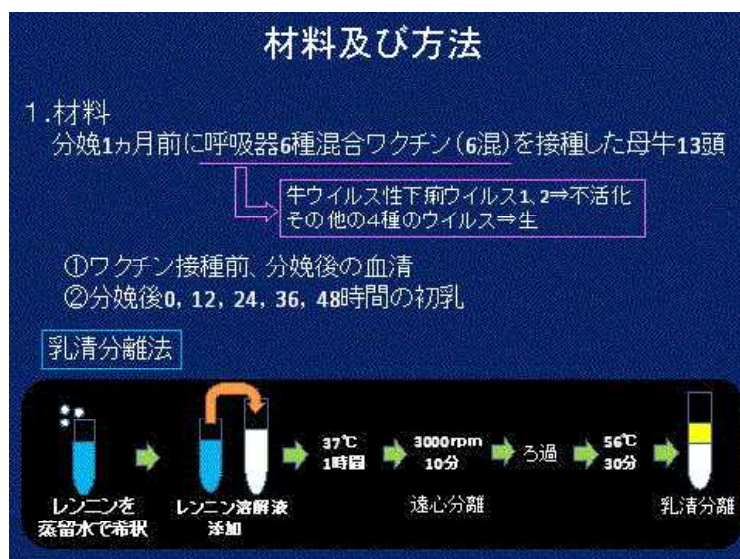 材料及び方法
1.材料
分娩1ヵ月前に呼吸器6種混合ワクチン(6混)を接種した母牛13頭
牛ウイルス性下痢ウイルス1、2⇒不活化
その他の4種のウイルス⇒生
①ワクチン接種前、分娩後の血清
②分娩後0, 12, 24, 36, 48時間の初乳
乳清分離法
レンニンを
蒸留水で希釈
レンニン溶解液
添加
37℃
1時間
3000rpm
10分
遠心分離
ろ過
56℃
30分
乳清分離